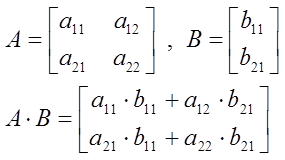 A = [a₁₁ a₁₂] , B = [b₁₁]
[a₂₁ a₂₂] [b₂₁]
A · B = [a₁₁ · b₁₁ + a₁₂ · b₂₁]
[a₂₁ · b₁₁ + a₂₂ · b₂₁]